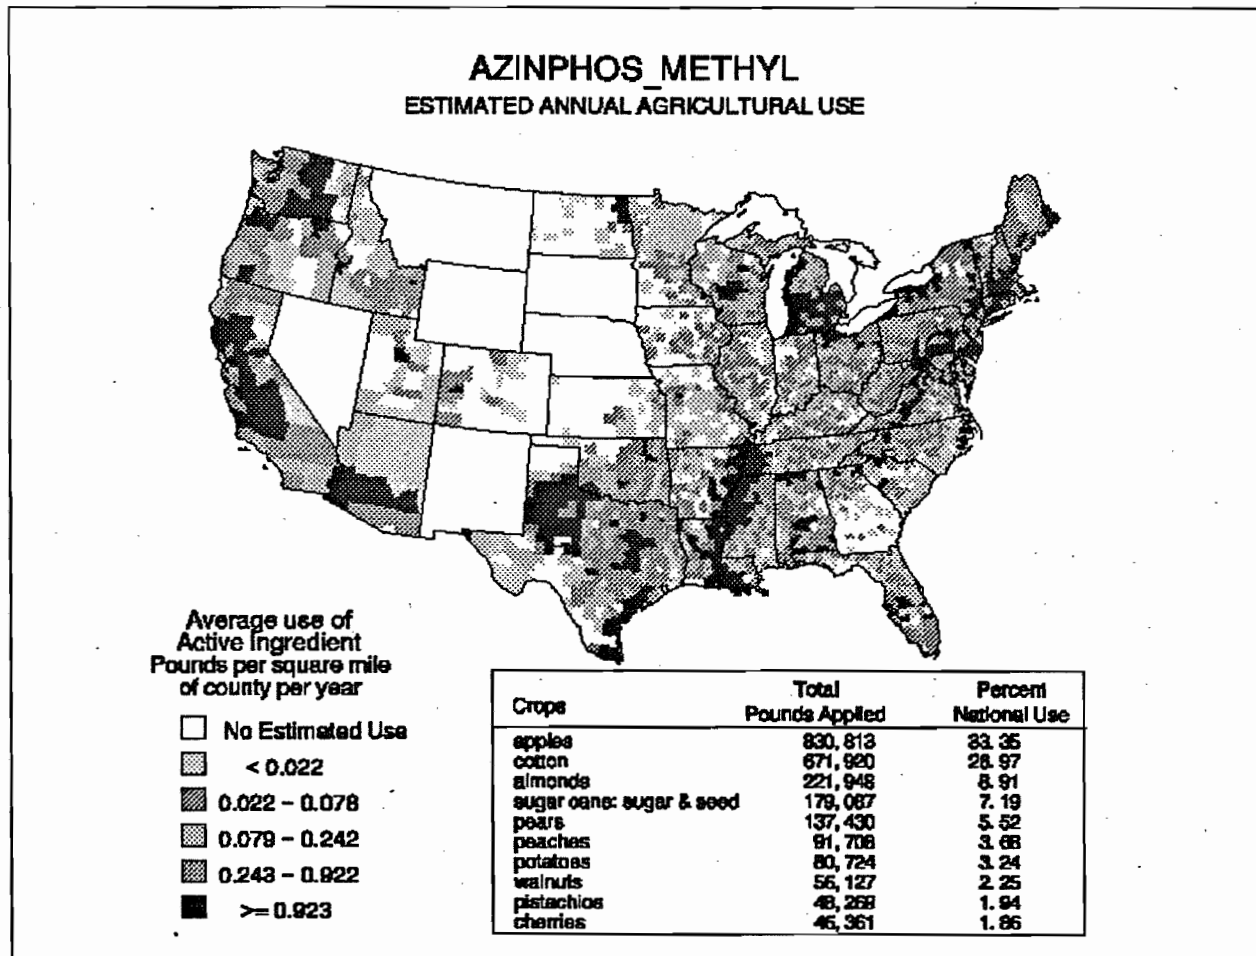 AZINPHOS_METHYL
ESTIMATED ANNUAL AGRICULTURAL USE
Average use of
Active Ingredient
Pounds per square mile
of county per year
No Estimated Use
< 0.022
0.022 - 0.078
0.079 - 0.242
0.243 - 0.922
>= 0.923
Crops Total Pounds Applied Percent National Use
apples 830,813 33.35
cotton 671,920 26.97
almonds 221,948 8.91
sugar cane: sugar & seed 179,087 7.19
pears 137,430 5.52
peaches 91,708 3.68
potatoes 80,724 3.24
walnuts 56,127 2.25
pistachios 48,269 1.94
cherries 46,361 1.86